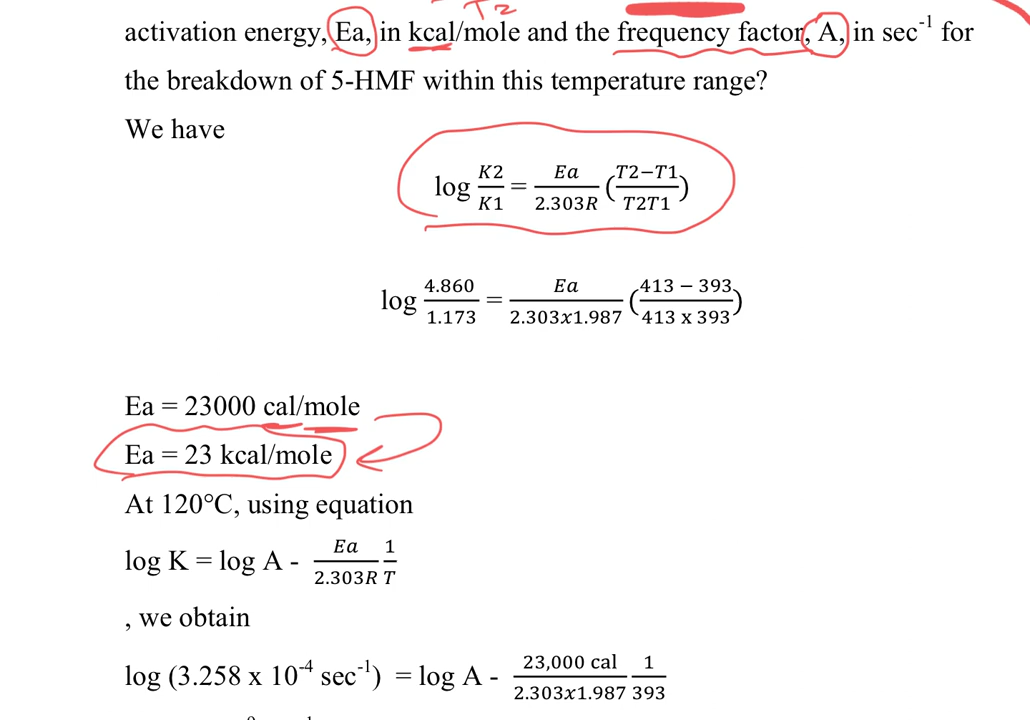 T2
activation energy, Ea, in kcal/mole and the frequency factor, A, in sec⁻¹ for
the breakdown of 5-HMF within this temperature range?
We have
log K2/K1 = Ea/2.303R (T2−T1/T2T1)
log 4.860/1.173 = Ea/2.303x1.987 (413 − 393/413 x 393)
Ea = 23000 cal/mole
Ea = 23 kcal/mole
At 120°C, using equation
log K = log A - Ea/2.303R 1/T
, we obtain
log (3.258 x 10⁻⁴ sec⁻¹) = log A - 23,000 cal/2.303x1.987 1/393